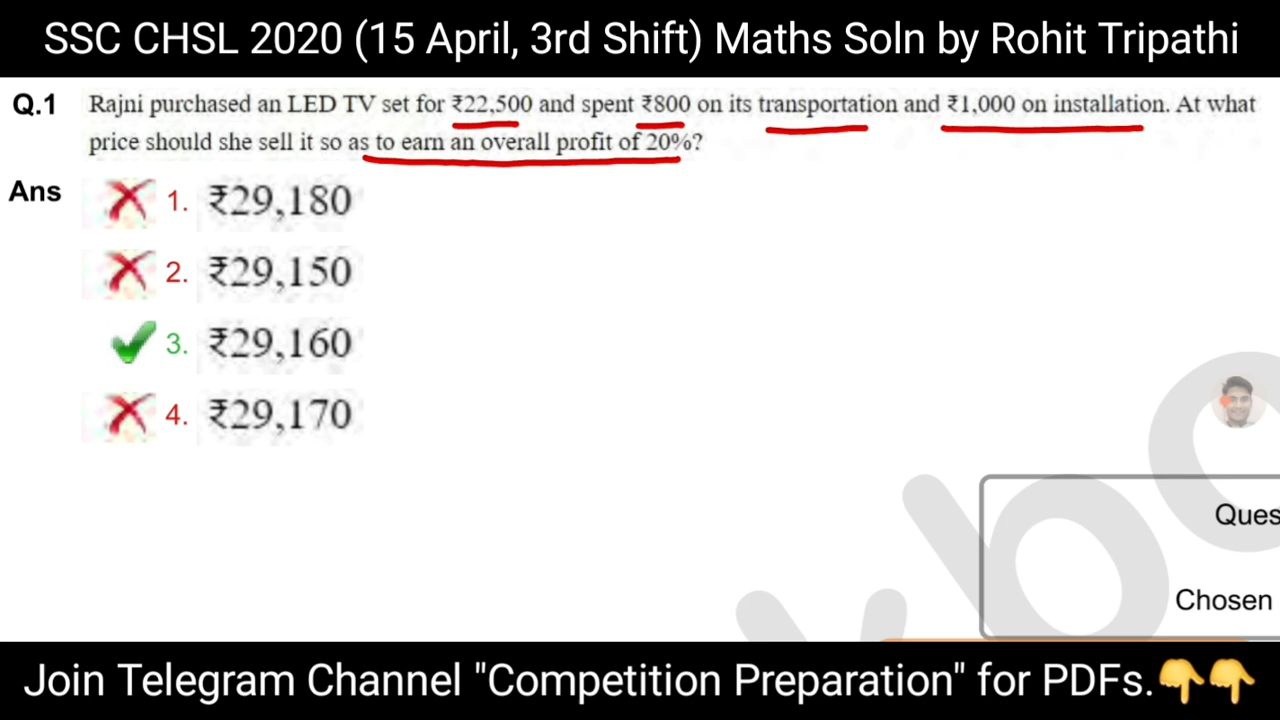 SSC CHSL 2020 (15 April, 3rd Shift) Maths Soln by Rohit Tripathi
Q.1 Rajni purchased an LED TV set for ₹22,500 and spent ₹800 on its transportation and ₹1,000 on installation. At what
price should she sell it so as to earn an overall profit of 20%?
Ans
1. ₹29,180
2. ₹29,150
3. ₹29,160
4. ₹29,170
Ques
Chosen
Join Telegram Channel "Competition Preparation" for PDFs.👇👇